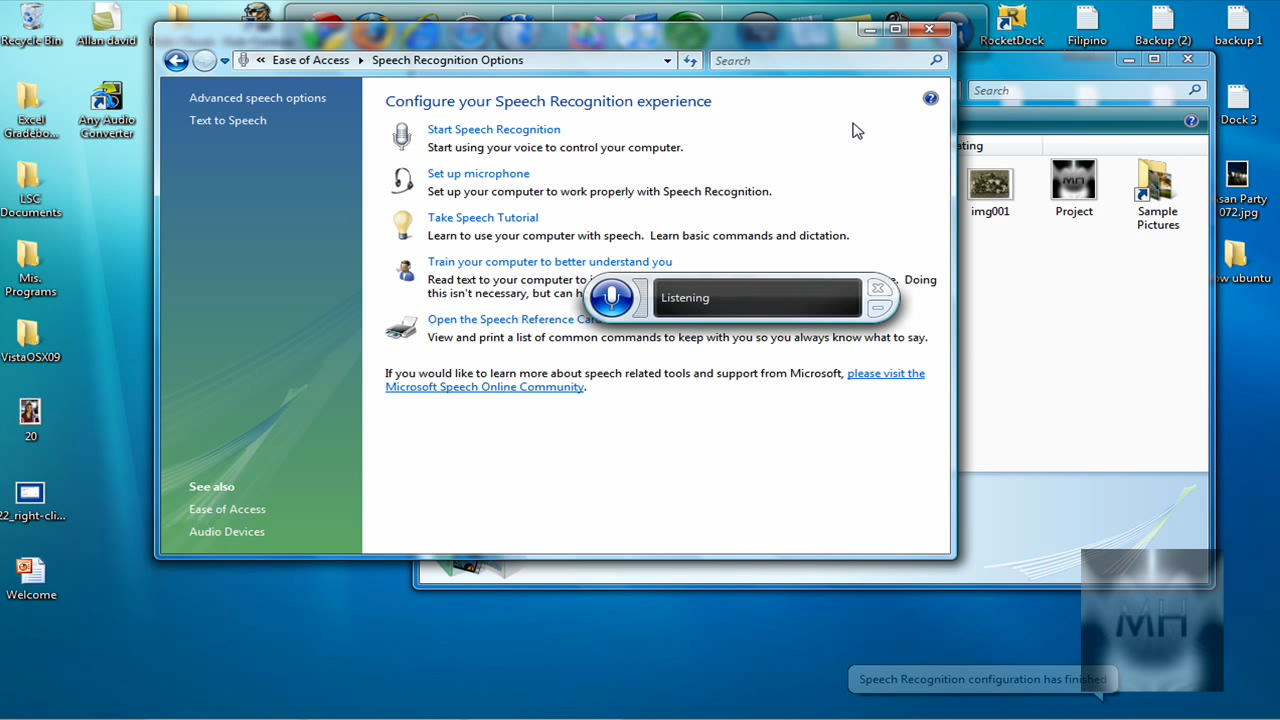 Recycle Bin
Allan david
RocketDock
Filipino
Backup (2)
backup 1
Ease of Access
Speech Recognition Options
Search
Search
Advanced speech options
Text to Speech
Configure your Speech Recognition experience
Start Speech Recognition
Start using your voice to control your computer.
Set up microphone
Set up your computer to work properly with Speech Recognition.
Take Speech Tutorial
Learn to use your computer with speech. Learn basic commands and dictation.
Train your computer to better understand you
Read text to your computer to
Doing
this isn't necessary, but can
Listening
Open the Speech Reference
View and print a list of common commands to keep with you so you always know what to say.
If you would like to learn more about speech related tools and support from Microsoft, please visit the
Microsoft Speech Online Community.
See also
Ease of Access
Audio Devices
Excel
Gradebo...
Any Audio
Converter
LSC
Documents
Mis.
Programs
VistaOSX09
20
22_right-cli...
Welcome
ating
img001
Project
Sample
Pictures
Dock 3
san Party
072.jpg
ow ubuntu
MH
MH
Speech Recognition configuration has finished